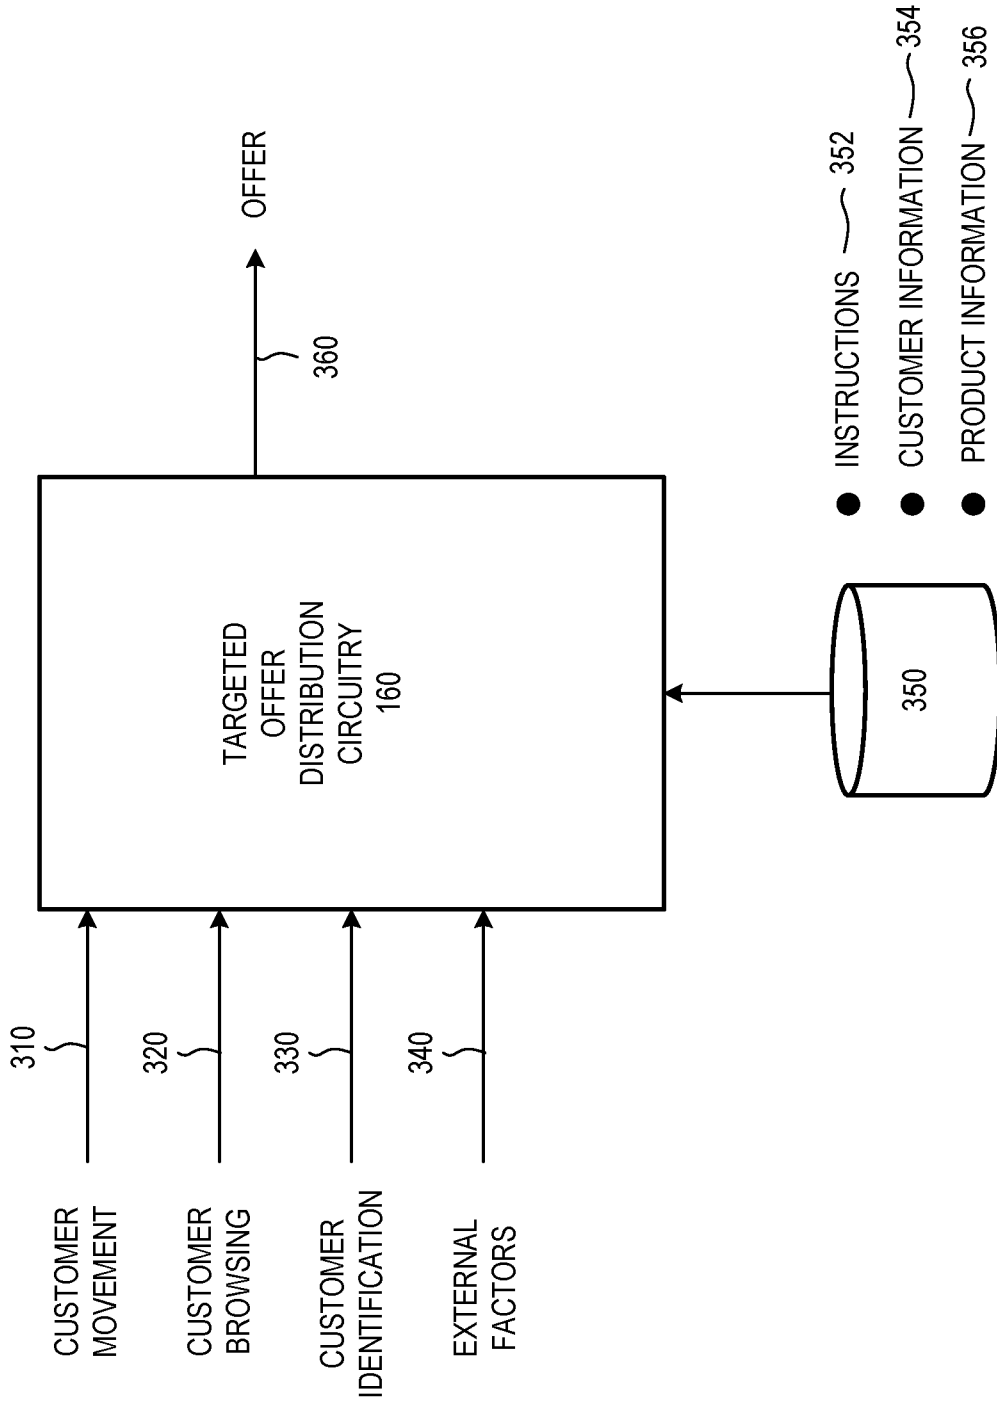 310
CUSTOMER
MOVEMENT
320
CUSTOMER
BROWSING
330
CUSTOMER
IDENTIFICATION
340
EXTERNAL
FACTORS
TARGETED
OFFER
DISTRIBUTION
CIRCUITRY
160
OFFER
360
350
INSTRUCTIONS 352
CUSTOMER INFORMATION 354
PRODUCT INFORMATION 356